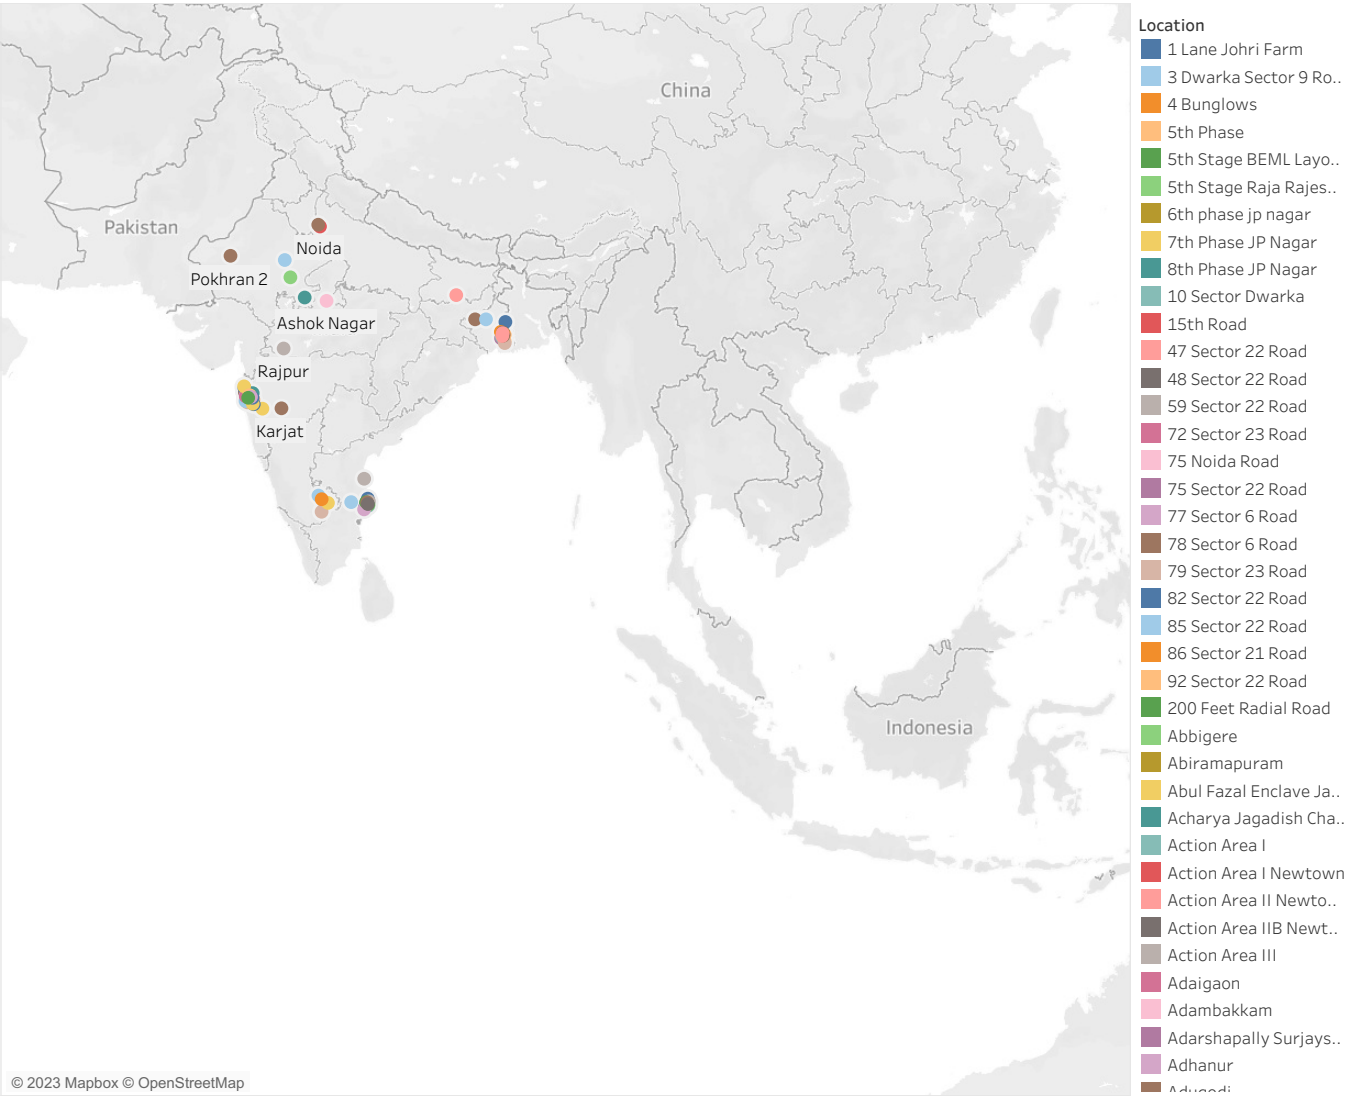 China
Pakistan
Noida
Pokhran 2
Ashok Nagar
Rajpur
Karjat
Indonesia
© 2023 Mapbox © OpenStreetMap
Location
1 Lane Johri Farm
3 Dwarka Sector 9 Ro..
4 Bunglows
5th Phase
5th Stage BEML Layo..
5th Stage Raja Rajes..
6th phase jp nagar
7th Phase JP Nagar
8th Phase JP Nagar
10 Sector Dwarka
15th Road
47 Sector 22 Road
48 Sector 22 Road
59 Sector 22 Road
72 Sector 23 Road
75 Noida Road
75 Sector 22 Road
77 Sector 6 Road
78 Sector 6 Road
79 Sector 23 Road
82 Sector 22 Road
85 Sector 22 Road
86 Sector 21 Road
92 Sector 22 Road
200 Feet Radial Road
Abbigere
Abiramapuram
Abul Fazal Enclave Ja..
Acharya Jagadish Cha..
Action Area I
Action Area I Newtown
Action Area II Newto..
Action Area IIB Newt..
Action Area III
Adaigaon
Adambakkam
Adarshapally Surjays..
Adhanur
Adugodi